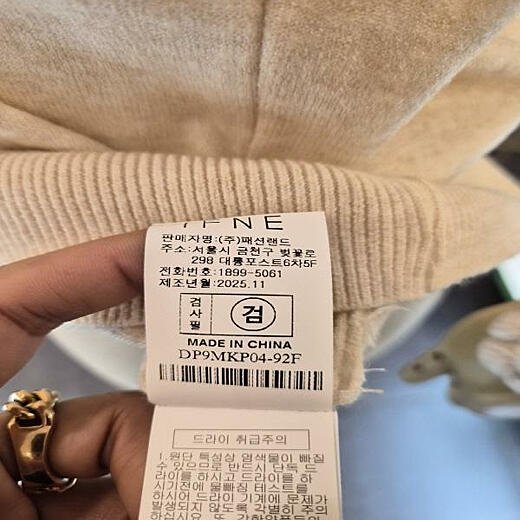 IFNE
판매자명:(주)패션랜드
주소:서울시 금천구 벚꽃로
298 대륭포스트6차5F
전화번호:1899-5061
제조년월:2025.11
검사필 검
MADE IN CHINA
DP9MKP04-92F
드라이 취급주의
1.원단 특성상 염색물이 빠질
수 있으므로 반드시 단독 드
라이를 하시고 드라이를 하
시기전에 물빠짐 테스트를
하시어 드라이 기계에 문제가
발생되지 않도록 각별히 주의
하십시요. 또